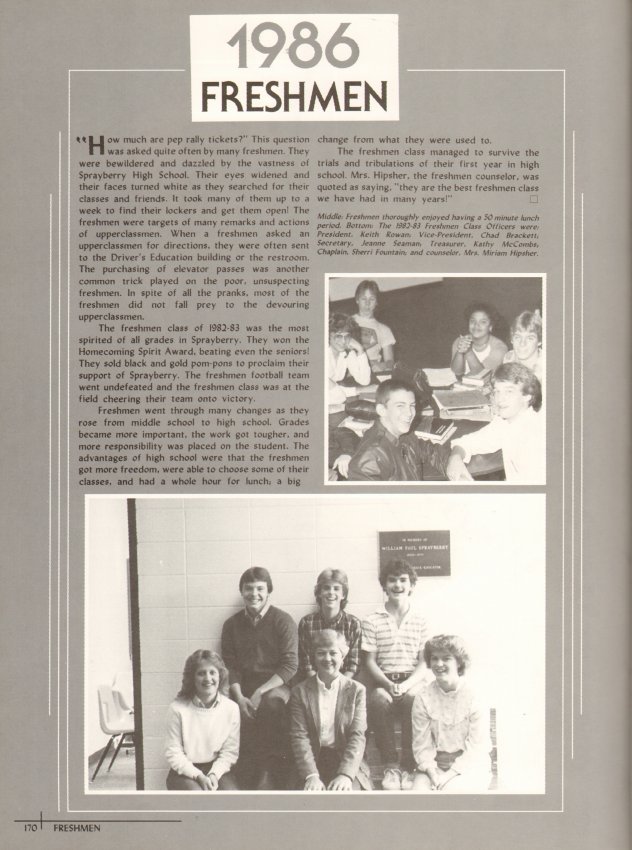 1986
FRESHMEN
"How much are pep rally tickets?" This question
was asked quite often by many freshmen. They
were bewildered and dazzled by the vastness of
Sprayberry High School. Their eyes widened and
their faces turned white as they searched for their
classes and friends. It took many of them up to a
week to find their lockers and get them open! The
freshmen were targets of many remarks and actions
of upperclassmen. When a freshmen asked an
upperclassmen for directions, they were often sent
to the Driver's Education building or the restroom.
The purchasing of elevator passes was another
common trick played on the poor, unsuspecting
freshmen. In spite of all the pranks, most of the
freshmen did not fall prey to the devouring
upperclassmen.
The freshmen class of 1982-83 was the most
spirited of all grades in Sprayberry. They won the
Homecoming Spirit Award, beating even the seniors!
They sold black and gold pom-pons to proclaim their
support of Sprayberry. The freshmen football team
went undefeated and the freshmen class was at the
field cheering their team onto victory.
Freshmen went through many changes as they
rose from middle school to high school. Grades
became more important, the work got tougher, and
more responsibility was placed on the student. The
advantages of high school were that the freshmen
got more freedom, were able to choose some of their
classes, and had a whole hour for lunch; a big
change from what they were used to.
The freshmen class managed to survive the
trials and tribulations of their first year in high
school. Mrs. Hipsher, the freshmen counselor, was
quoted as saying, "they are the best freshmen class
we have had in many years!"
Middle: Freshmen thoroughly enjoyed having a 50 minute lunch
period. Bottom: The 1982-83 Freshmen Class Officers were:
President, Keith Rowan; Vice-President, Chad Brackett;
Secretary, Jeanne Seaman; Treasurer, Kathy McCombs;
Chaplain, Sherri Fountain; and counselor, Mrs. Miriam Hipsher.
IN MEMORY OF
WILLIAM PAUL SPRAYBERRY
EDUCATOR
170 FRESHMEN